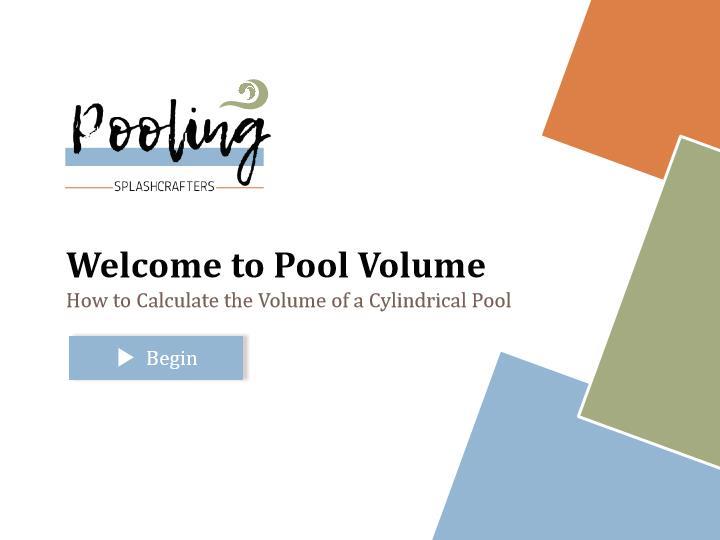 Pooling
SPLASHCRAFTERS
Welcome to Pool Volume
How to Calculate the Volume of a Cylindrical Pool
Begin